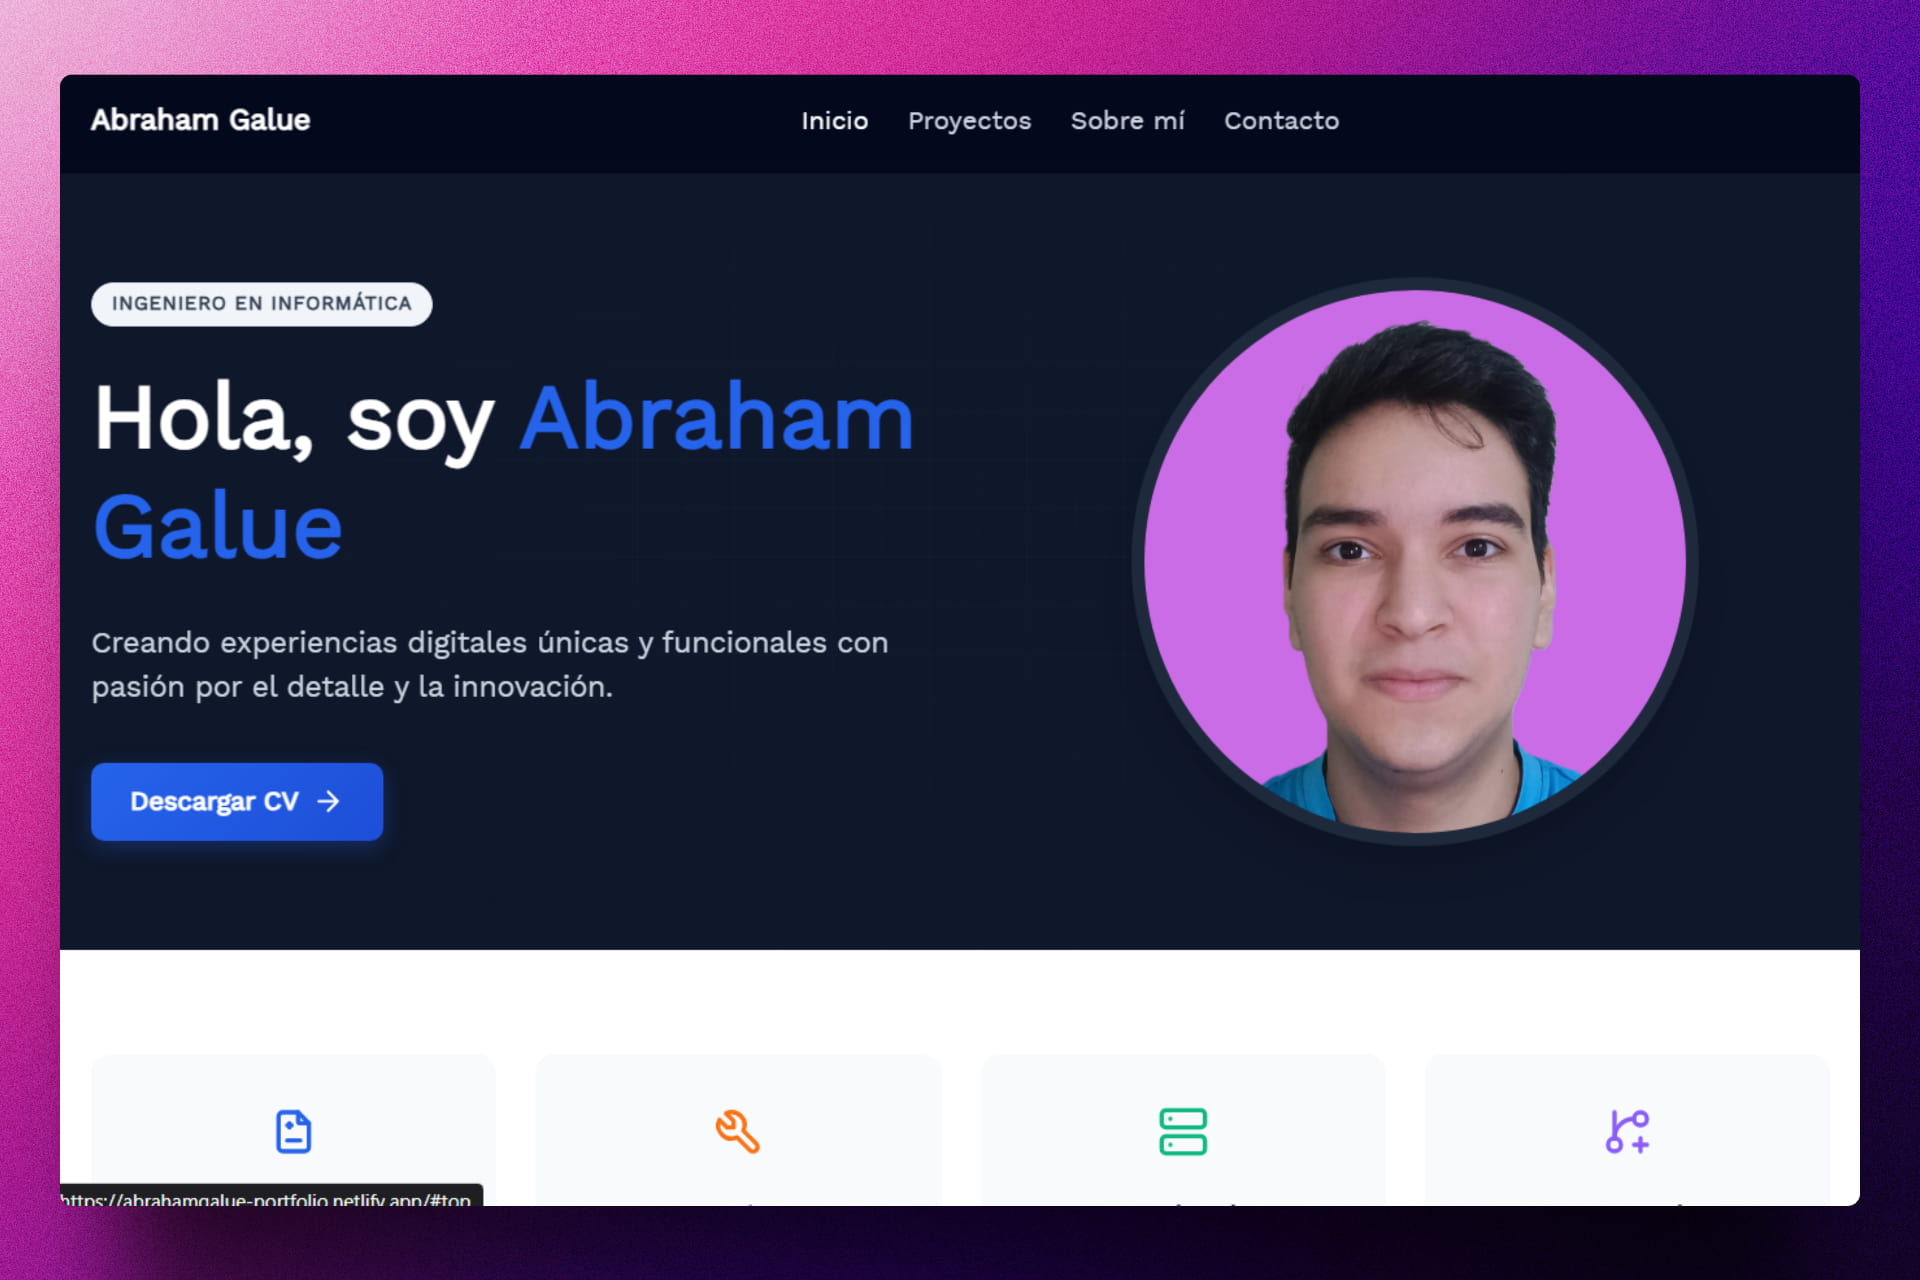 Abraham Galue
Inicio Proyectos Sobre mí Contacto
INGENIERO EN INFORMÁTICA
Hola, soy Abraham
Galue
Creando experiencias digitales únicas y funcionales con
pasión por el detalle y la innovación.
Descargar CV
https://abrahamgalue-portfolio.netlify.app/#top